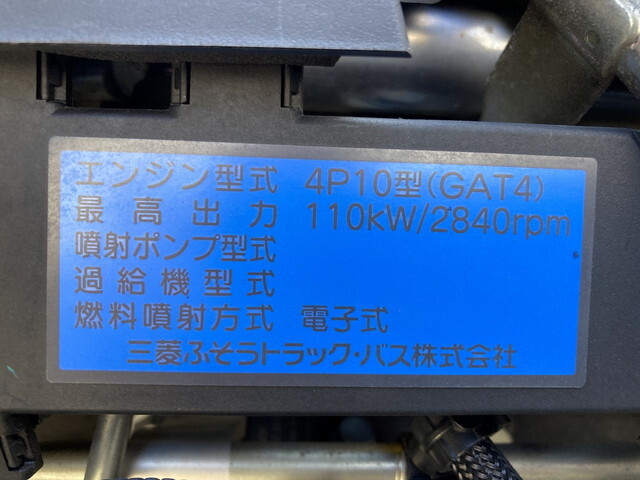 エンジン型式 4P10型(GAT4)
最高出力 110kW/2840rpm
噴射ポンプ型式
過給機型式
燃料噴射方式 電子式
三菱ふそうトラック・バス株式会社